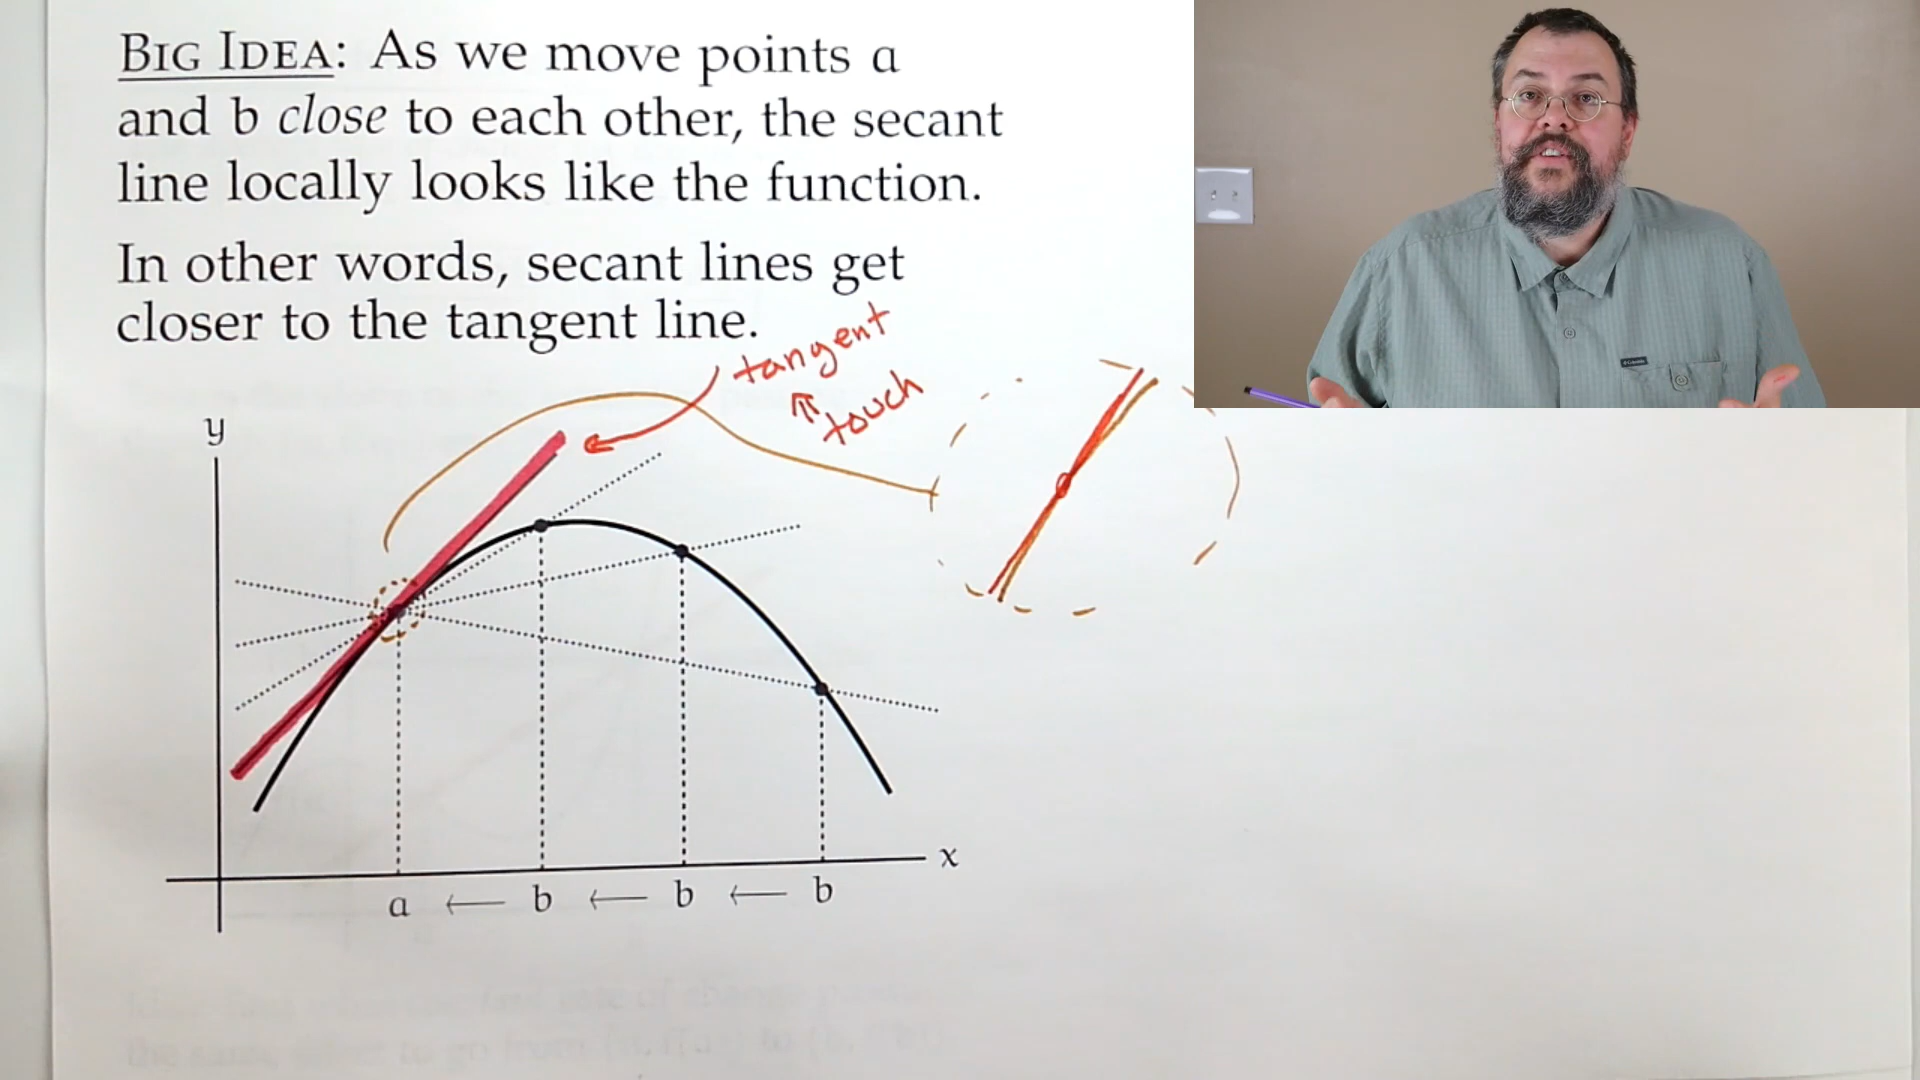 BIG IDEA: As we move points a
and b close to each other, the secant
line locally looks like the function.
In other words, secant lines get
closer to the tangent line.
tangent
touch
y
x
a ← b ← b ← b